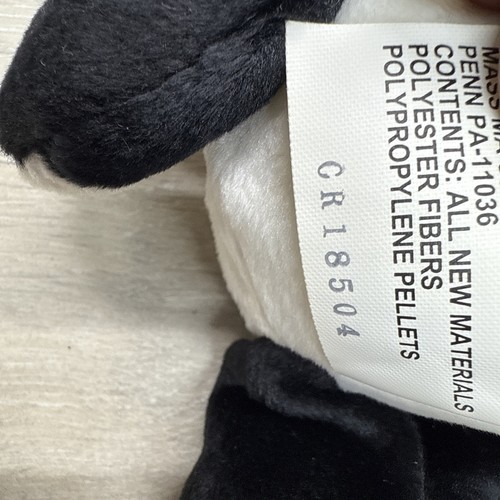 PENN PA-11036
CONTENTS: ALL NEW MATERIALS
POLYESTER FIBERS
POLYPROPYLENE PELLETS
CR18504